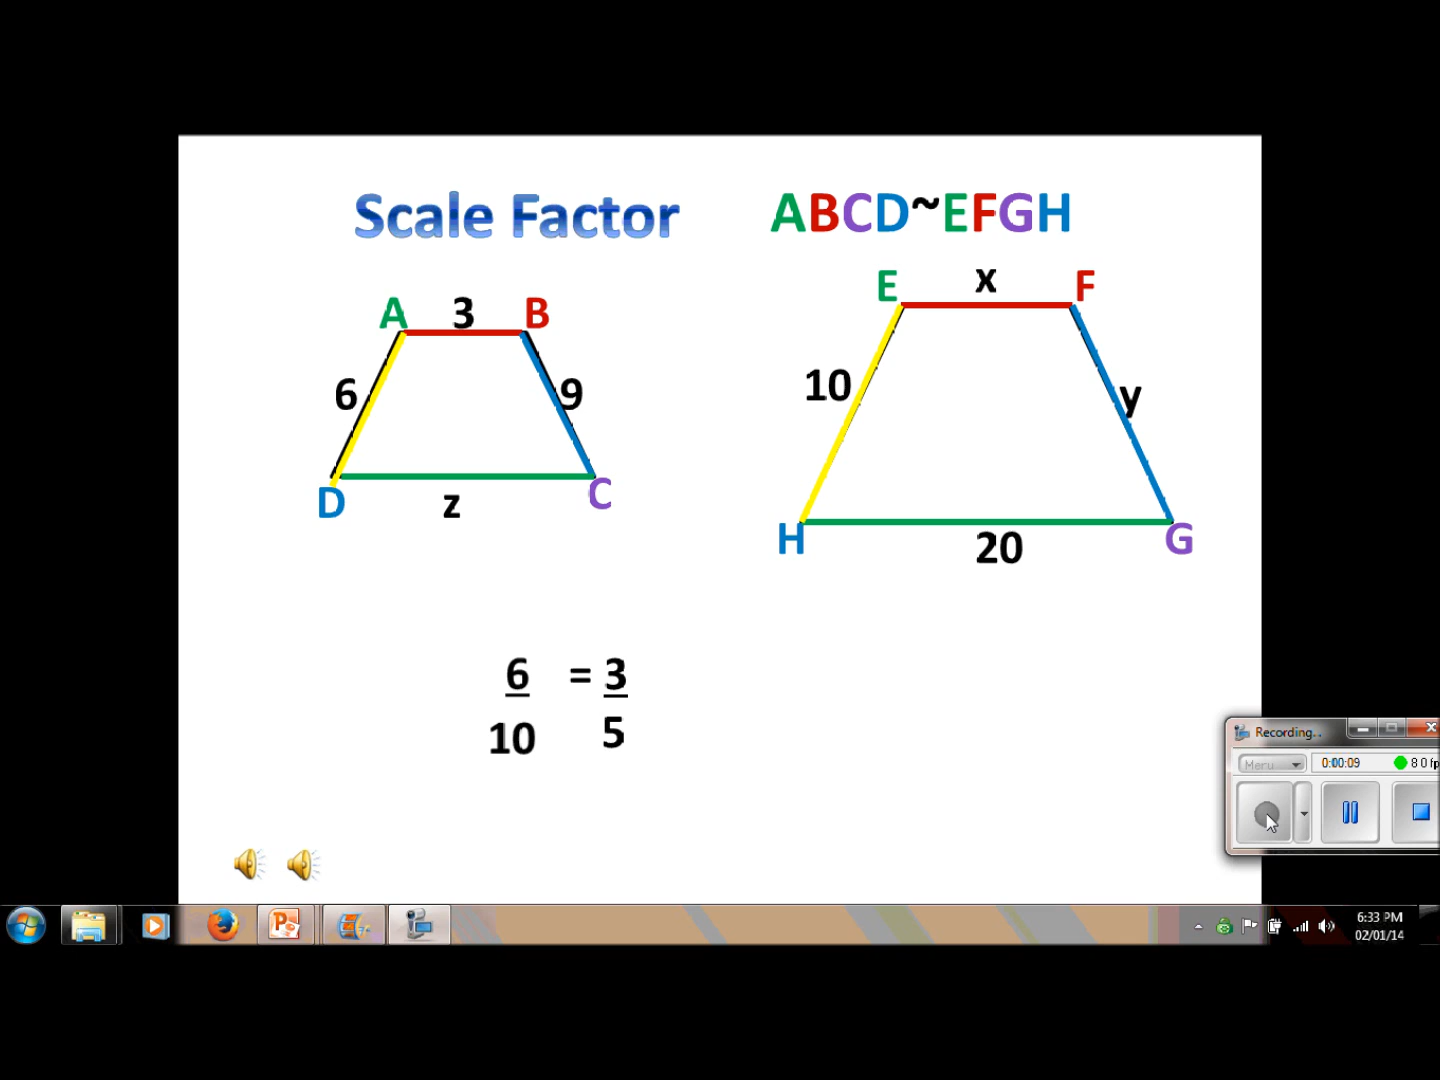 Scale Factor
ABCD~EFGH
A 3 B
6
9
D
z
C
E x F
10
y
H
20
G
6 = 3
10 5
Recording..
Menu
0:00:09
8 0 fp
6:33 PM
02/01/14